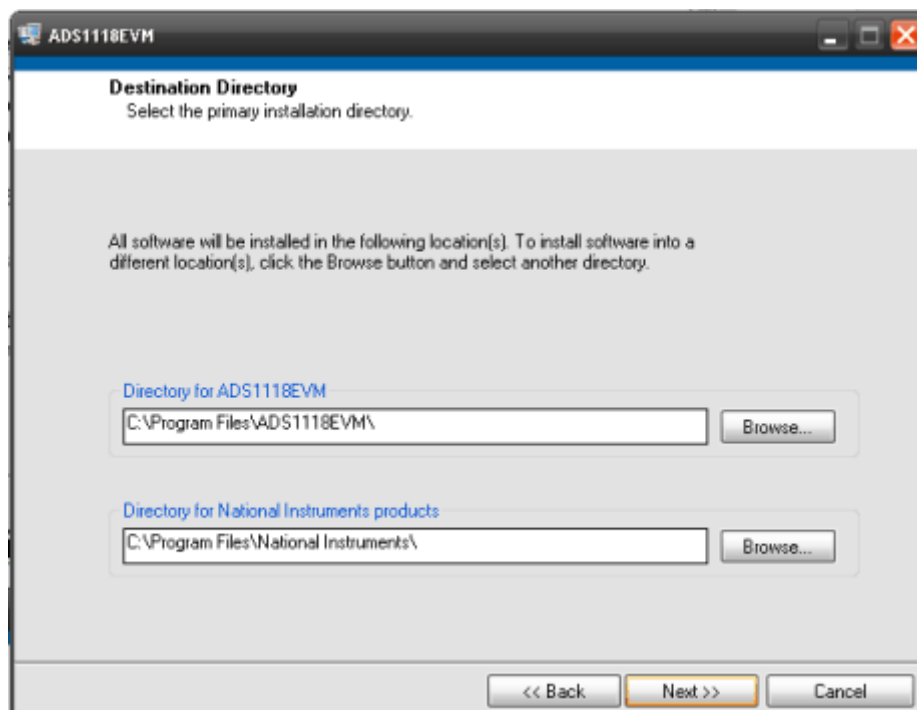 ADS1118EVM
Destination Directory
Select the primary installation directory.
All software will be installed in the following location(s). To install software into a
different location(s), click the Browse button and select another directory.
Directory for ADS1118EVM
C:\Program Files\ADS1118EVM\
Browse...
Directory for National Instruments products
C:\Program Files\National Instruments\
Browse...
<< Back
Next >>
Cancel